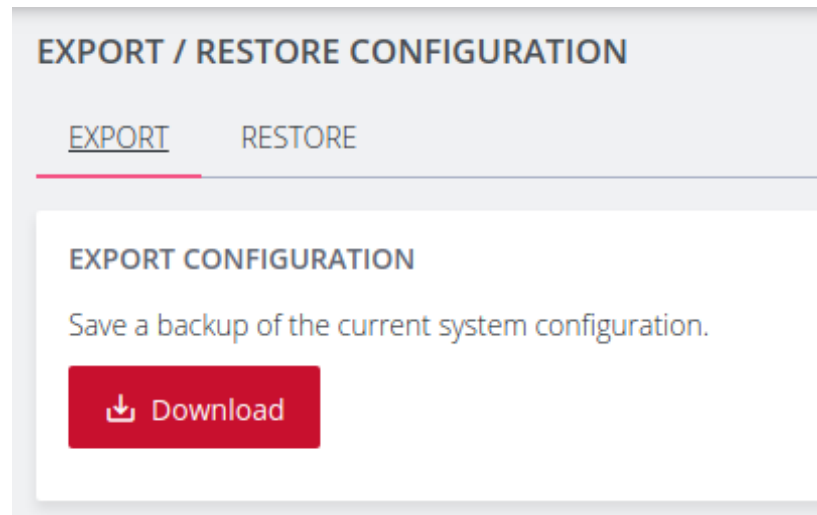 EXPORT / RESTORE CONFIGURATION
EXPORT RESTORE
EXPORT CONFIGURATION
Save a backup of the current system configuration.
Download